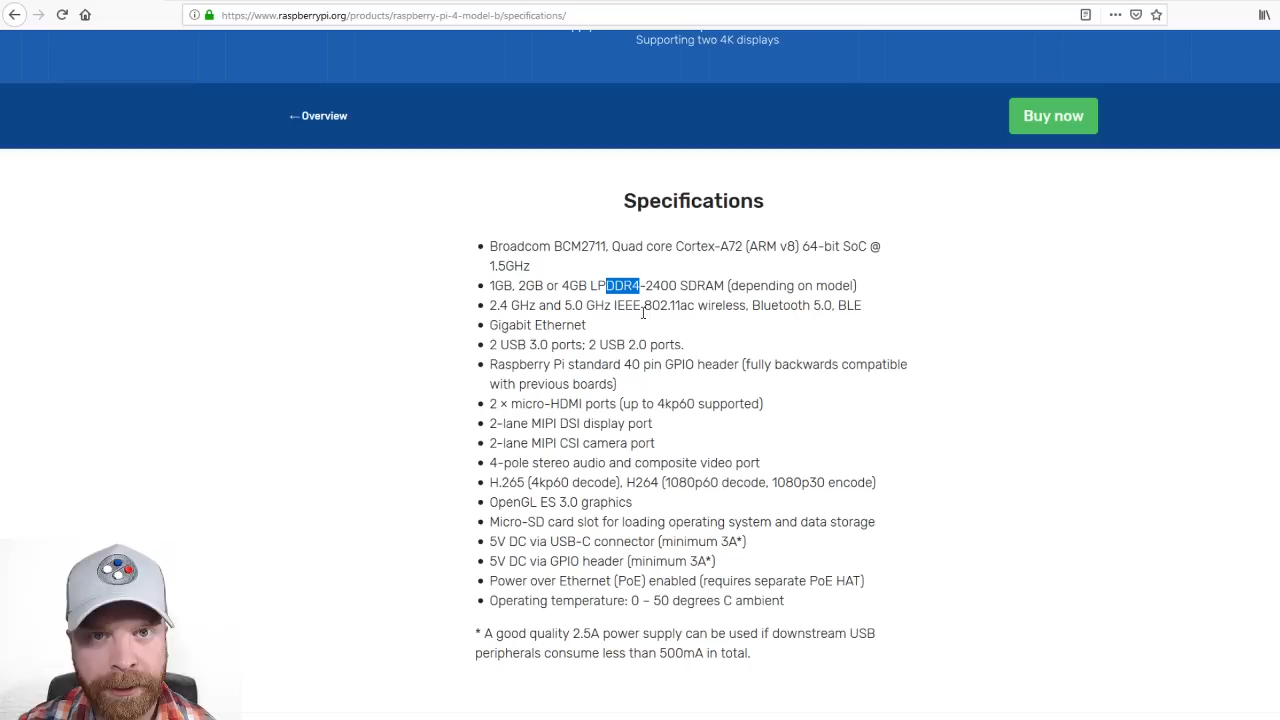 https://www.raspberrypi.org/products/raspberry-pi-4-model-b/specifications/
Supporting two 4K displays
←Overview
Buy now
Specifications
Broadcom BCM2711, Quad core Cortex-A72 (ARM v8) 64-bit SoC @
1.5GHz
1GB, 2GB or 4GB LPDDR4-2400 SDRAM (depending on model)
2.4 GHz and 5.0 GHz IEEE 802.11ac wireless, Bluetooth 5.0, BLE
Gigabit Ethernet
2 USB 3.0 ports; 2 USB 2.0 ports.
Raspberry Pi standard 40 pin GPIO header (fully backwards compatible
with previous boards)
2 × micro-HDMI ports (up to 4kp60 supported)
2-lane MIPI DSI display port
2-lane MIPI CSI camera port
4-pole stereo audio and composite video port
H.265 (4kp60 decode), H264 (1080p60 decode, 1080p30 encode)
OpenGL ES 3.0 graphics
Micro-SD card slot for loading operating system and data storage
5V DC via USB-C connector (minimum 3A*)
5V DC via GPIO header (minimum 3A*)
Power over Ethernet (PoE) enabled (requires separate PoE HAT)
Operating temperature: 0 – 50 degrees C ambient
* A good quality 2.5A power supply can be used if downstream USB
peripherals consume less than 500mA in total.